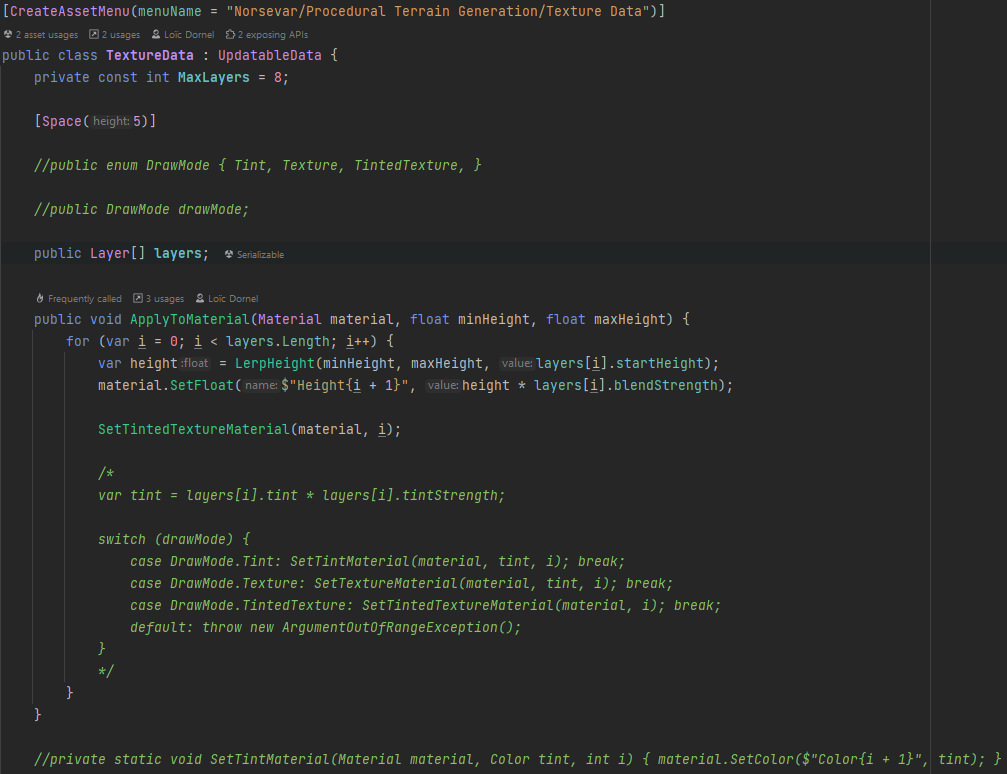 [CreateAssetMenu(menuName = "Norsevar/Procedural Terrain Generation/Texture Data")]
2 asset usages 2 usages Loïc Dornel 2 exposing APIs
public class TextureData : UpdatableData {
private const int MaxLayers = 8;
[Space( height: 5)]
//public enum DrawMode { Tint, Texture, TintedTexture, }
//public DrawMode drawMode;
public Layer[] layers; Serializable
Frequently called 3 usages Loïc Dornel
public void ApplyToMaterial(Material material, float minHeight, float maxHeight) {
for (var i = 0; i < layers.Length; i++) {
var height :float = LerpHeight(minHeight, maxHeight, value: layers[i].startHeight);
material.SetFloat( name: $"Height{i + 1}", value: height * layers[i].blendStrength);
SetTintedTextureMaterial(material, i);
/*
var tint = layers[i].tint * layers[i].tintStrength;
switch (drawMode) {
case DrawMode.Tint: SetTintMaterial(material, tint, i); break;
case DrawMode.Texture: SetTextureMaterial(material, tint, i); break;
case DrawMode.TintedTexture: SetTintedTextureMaterial(material, i); break;
default: throw new ArgumentOutOfRangeException();
}
*/
}
}
//private static void SetTintMaterial(Material material, Color tint, int i) { material.SetColor($"Color{i + 1}", tint); }